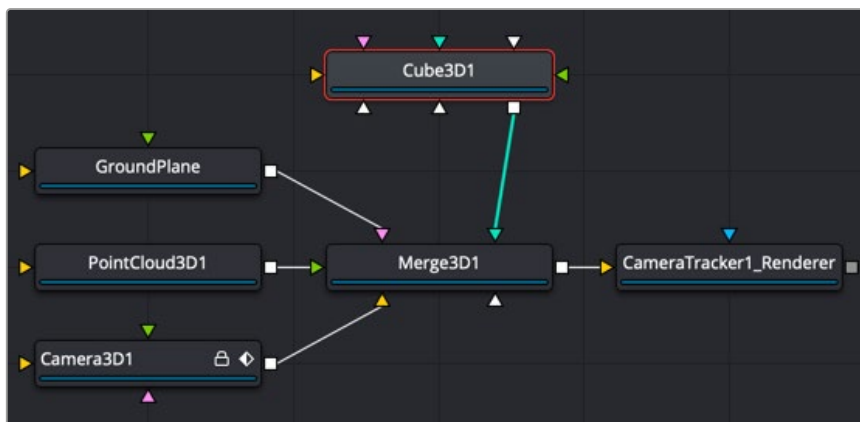 Cube3D1
GroundPlane
PointCloud3D1
Merge3D1
CameraTracker1_Renderer
Camera3D1